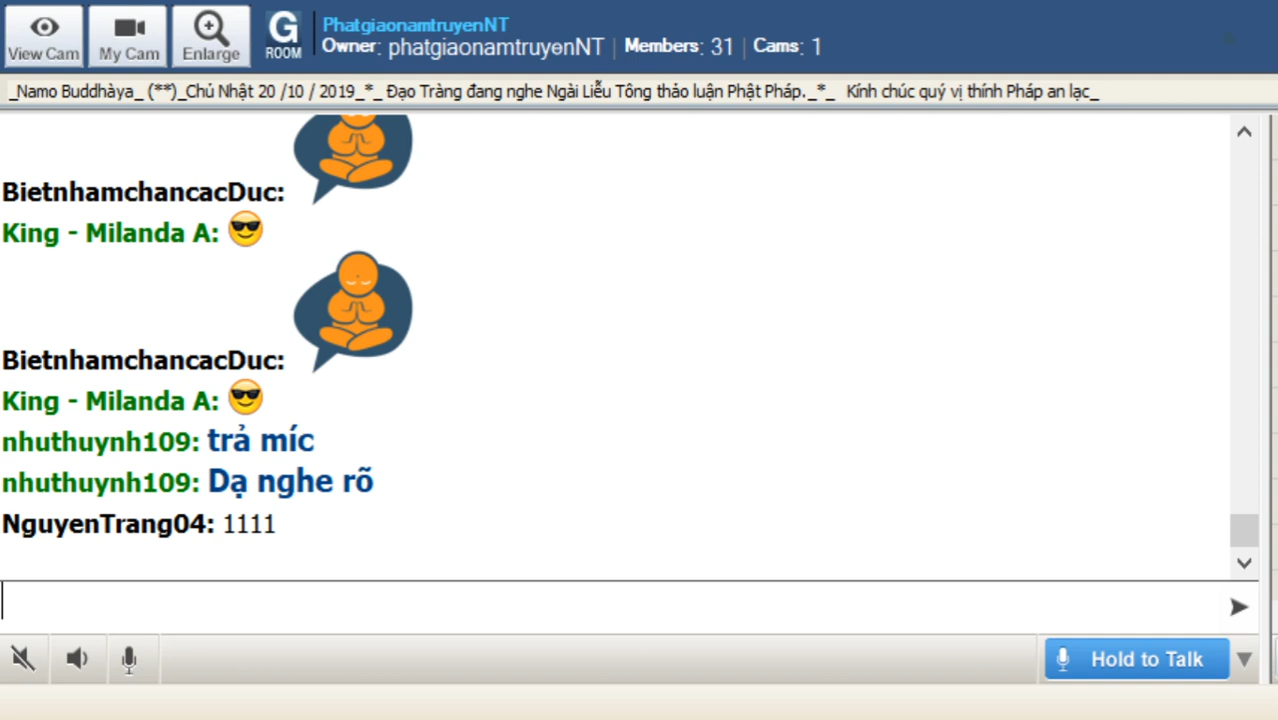 View Cam
My Cam
Enlarge
G
ROOM
PhatgiaonamtruyenNT
Owner: phatgiaonamtruyenNT | Members: 31 | Cams: 1
_Namo Buddhàya_ (**)_Chủ Nhật 20 /10 / 2019_*_ Đạo Tràng đang nghe Ngài Liễu Tông thảo luận Phật Pháp._*_ Kính chúc quý vị thính Pháp an lạc_
BietnhamchancacDuc:
King - Milanda A:
BietnhamchancacDuc:
King - Milanda A:
nhuthuynh109: trả míc
nhuthuynh109: Dạ nghe rõ
NguyenTrang04: 1111
Hold to Talk